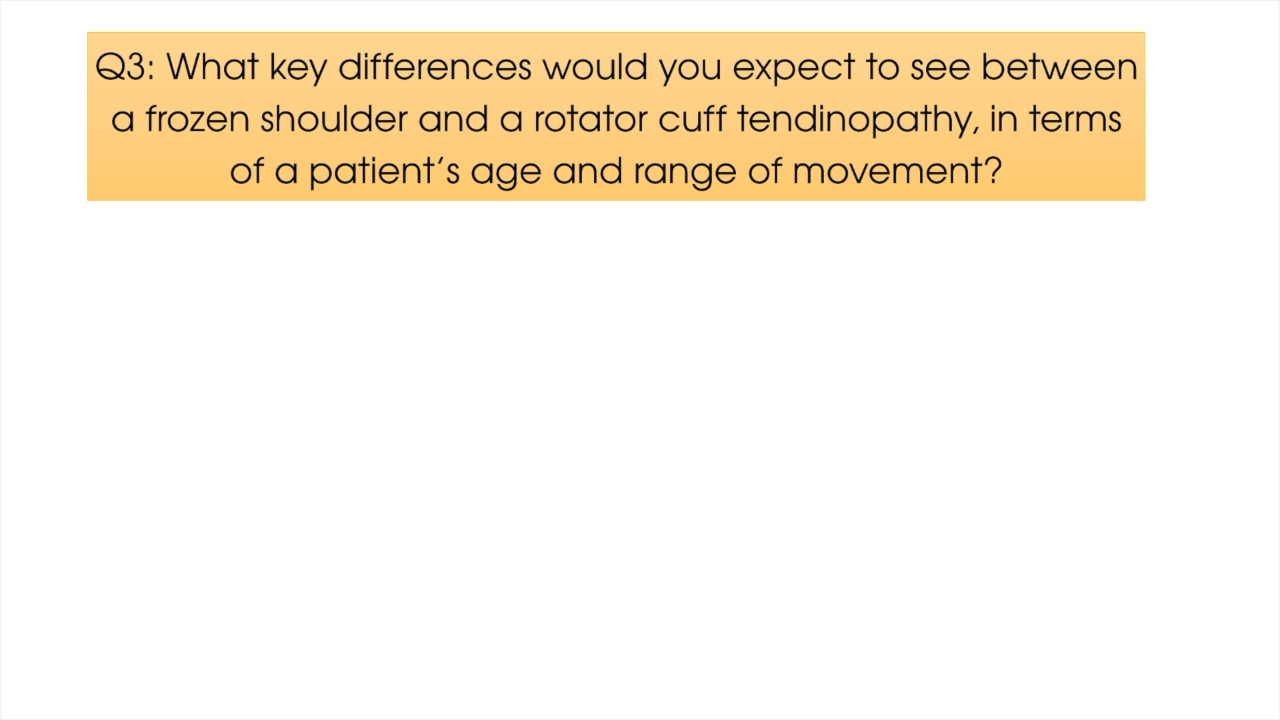 Q3: What key differences would you expect to see between
a frozen shoulder and a rotator cuff tendinopathy, in terms
of a patient’s age and range of movement?